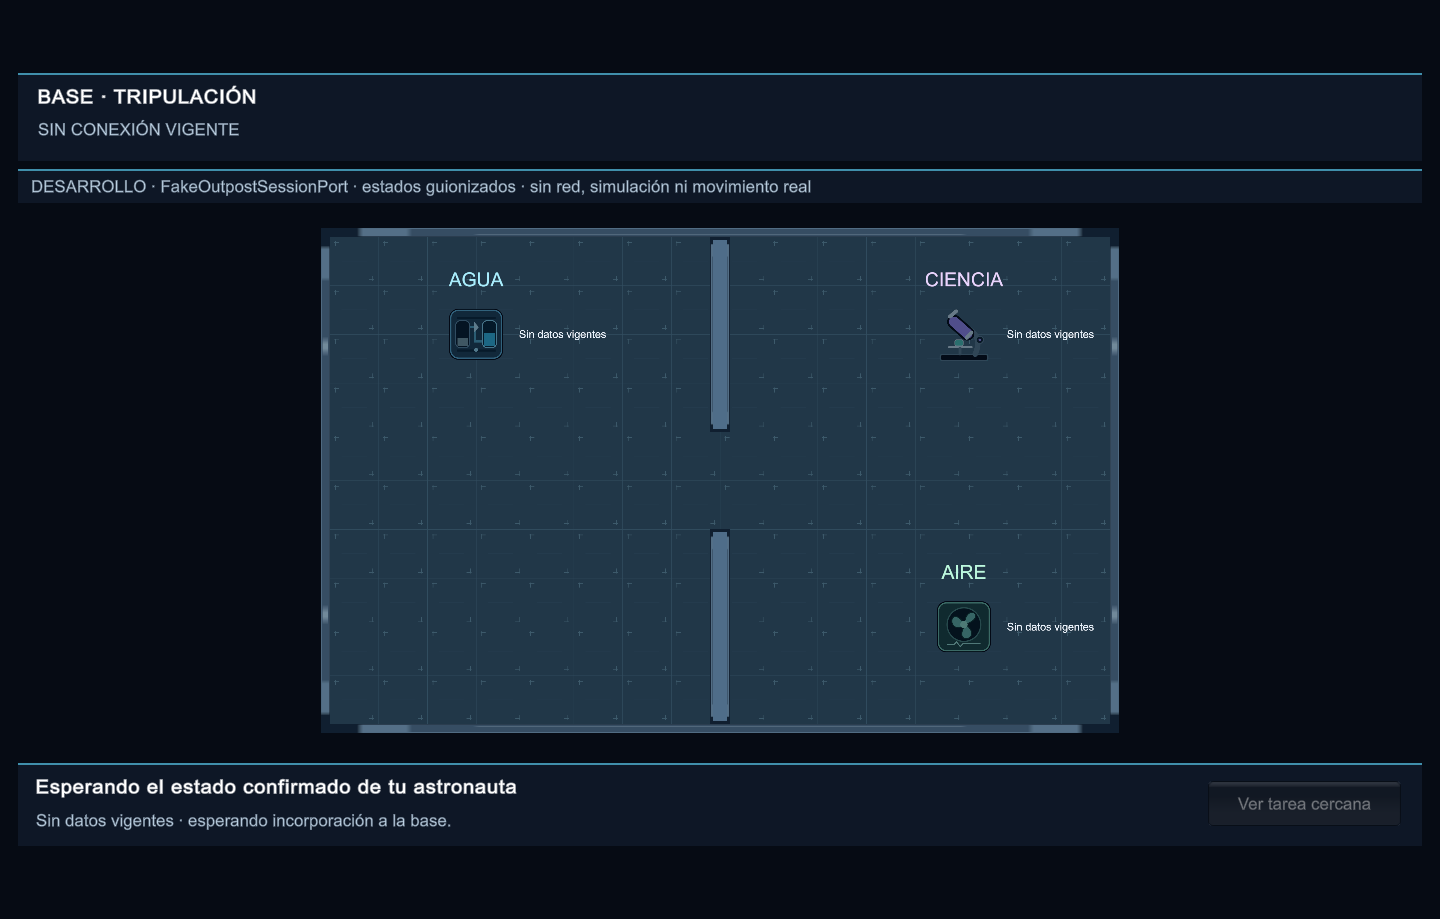 BASE · TRIPULACIÓN
SIN CONEXIÓN VIGENTE
DESARROLLO · FakeOutpostSessionPort · estados guionizados · sin red, simulación ni movimiento real
AGUA
Sin datos vigentes
CIENCIA
Sin datos vigentes
AIRE
Sin datos vigentes
Esperando el estado confirmado de tu astronauta
Sin datos vigentes · esperando incorporación a la base.
Ver tarea cercana